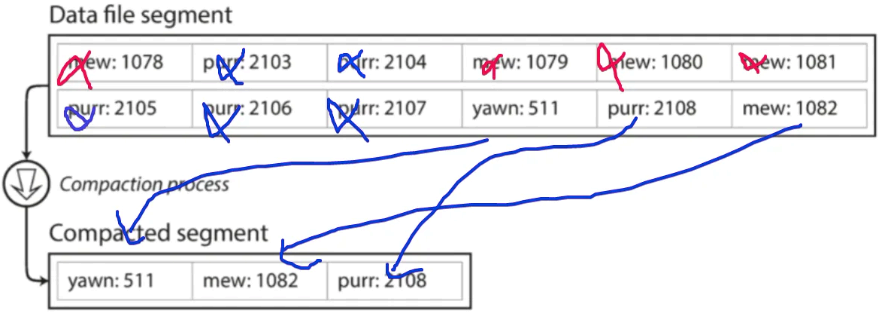 Data file segment
mew: 1078 purr: 2103 purr: 2104 mew: 1079 mew: 1080 mew: 1081
purr: 2105 purr: 2106 purr: 2107 yawn: 511 purr: 2108 mew: 1082
Compaction process
Compacted segment
yawn: 511 mew: 1082 purr: 2108